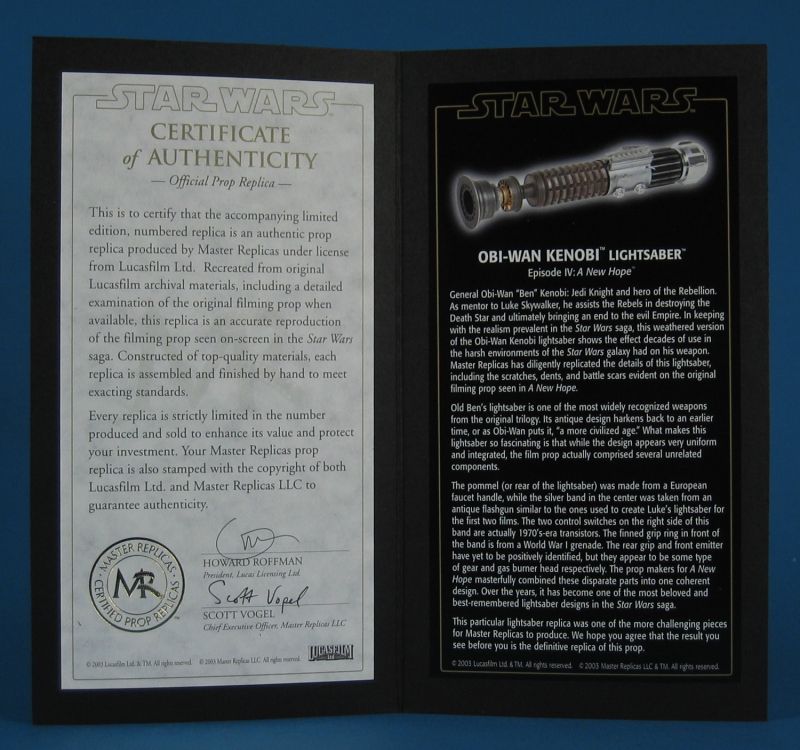 STAR WARS
CERTIFICATE
of AUTHENTICITY
— Official Prop Replica —
This is to certify that the accompanying limited
edition, numbered replica is an authentic prop
replica produced by Master Replicas under license
from Lucasfilm Ltd. Recreated from original
Lucasfilm archival materials, including a detailed
examination of the original filming prop when
available, this replica is an accurate reproduction
of the filming prop seen on-screen in the Star Wars
saga. Constructed of top-quality materials, each
replica is assembled and finished by hand to meet
exacting standards.
Every replica is strictly limited in the number
produced and sold to enhance its value and protect
your investment. Your Master Replicas prop
replica is also stamped with the copyright of both
Lucasfilm Ltd. and Master Replicas LLC to
guarantee authenticity.
MASTER REPLICAS
MR
CERTIFIED PROP REPLICAS
™
HOWARD ROFFMAN
President, Lucas Licensing Ltd.
Scott Vogel
SCOTT VOGEL
Chief Executive Officer, Master Replicas LLC
© 2003 Lucasfilm Ltd. & TM. All rights reserved. © 2003 Master Replicas LLC. All rights reserved.
LUCASFILM
LTD
STAR WARS
OBI-WAN KENOBI™ LIGHTSABER™
Episode IV: A New Hope™
General Obi-Wan "Ben" Kenobi: Jedi Knight and hero of the Rebellion.
As mentor to Luke Skywalker, he assists the Rebels in destroying the
Death Star and ultimately bringing an end to the evil Empire. In keeping
with the realism prevalent in the Star Wars saga, this weathered version
of the Obi-Wan Kenobi lightsaber shows the effect decades of use in
the harsh environments of the Star Wars galaxy had on his weapon.
Master Replicas has diligently replicated the details of this lightsaber,
including the scratches, dents, and battle scars evident on the original
filming prop seen in A New Hope.
Old Ben's lightsaber is one of the most widely recognized weapons
from the original trilogy. Its antique design harkens back to an earlier
time, or as Obi-Wan puts it, "a more civilized age." What makes this
lightsaber so fascinating is that while the design appears very uniform
and integrated, the film prop actually comprised several unrelated
components.
The pommel (or rear of the lightsaber) was made from a European
faucet handle, while the silver band in the center was taken from an
antique flashgun similar to the ones used to create Luke's lightsaber for
the first two films. The two control switches on the right side of this
band are actually 1970's-era transistors. The finned grip ring in front of
the band is from a World War I grenade. The rear grip and front emitter
have yet to be positively identified, but they appear to be some type
of gear and gas burner head respectively. The prop makers for A New
Hope masterfully combined these disparate parts into one coherent
design. Over the years, it has become one of the most beloved and
best-remembered lightsaber designs in the Star Wars saga.
This particular lightsaber replica was one of the more challenging pieces
for Master Replicas to produce. We hope you agree that the result you
see before you is the definitive replica of this prop.
© 2003 Lucasfilm Ltd. & TM. All rights reserved. © 2003 Master Replicas LLC & TM. All rights reserved.